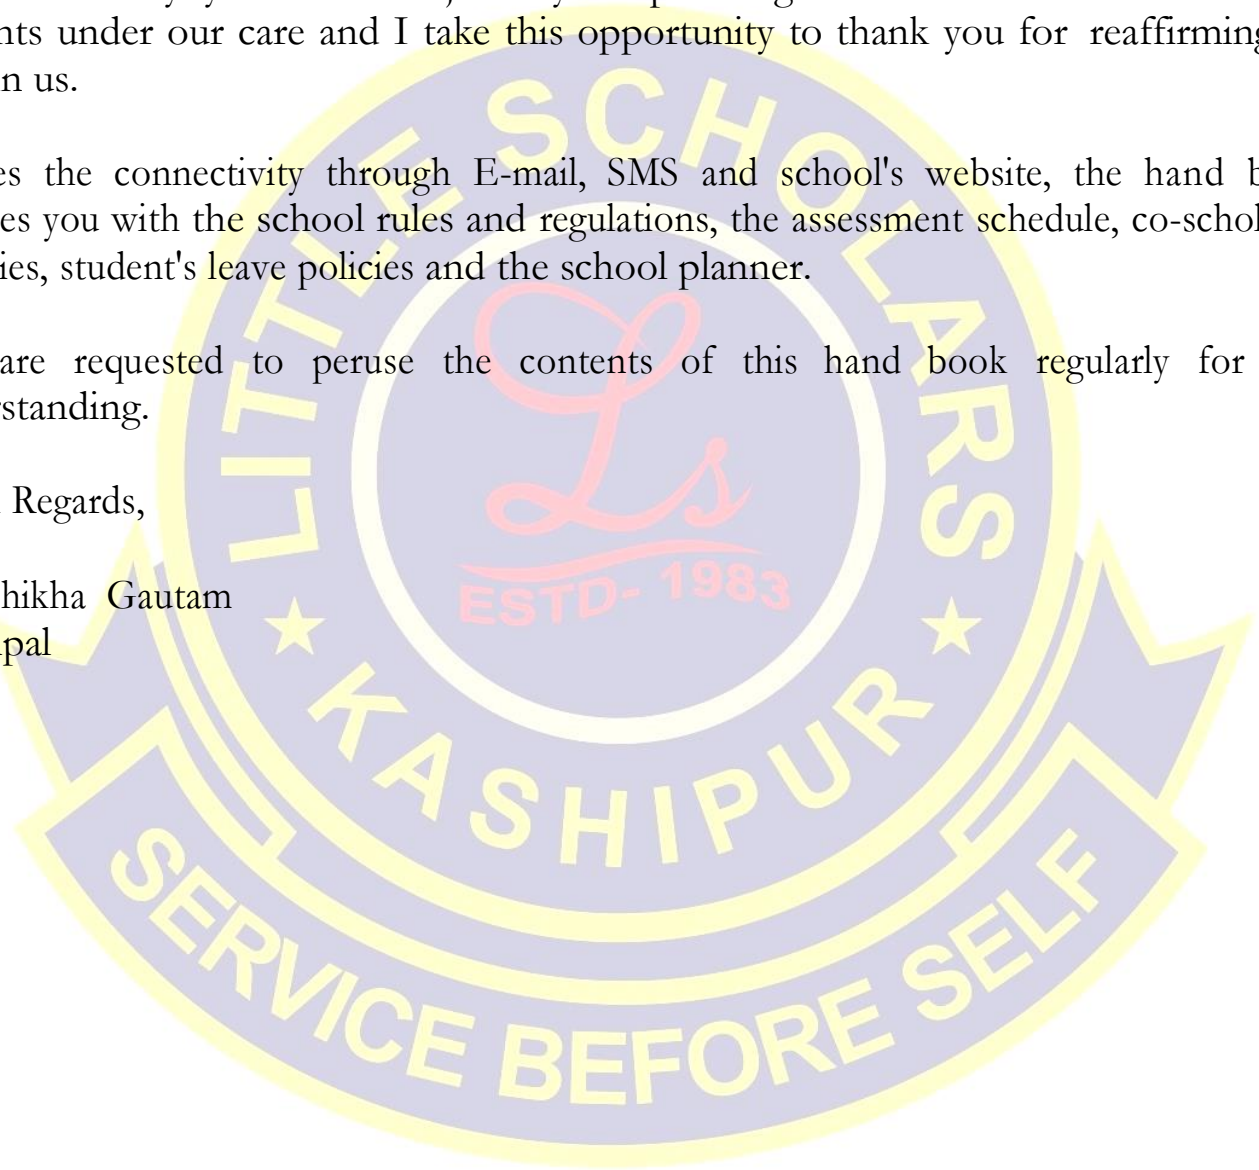 nts under our care and I take this opportunity to thank you for reaffirming
n us.
es the connectivity through E-mail, SMS and school's website, the hand b
es you with the school rules and regulations, the assessment schedule, co-schol
ies, student's leave policies and the school planner.
are requested to peruse the contents of this hand book regularly for
rstanding.
Regards,
hikha Gautam
ipal
LITTLE SCHOLARS
Ls
ESTD- 1983
KASHIPUR
SERVICE BEFORE SELF